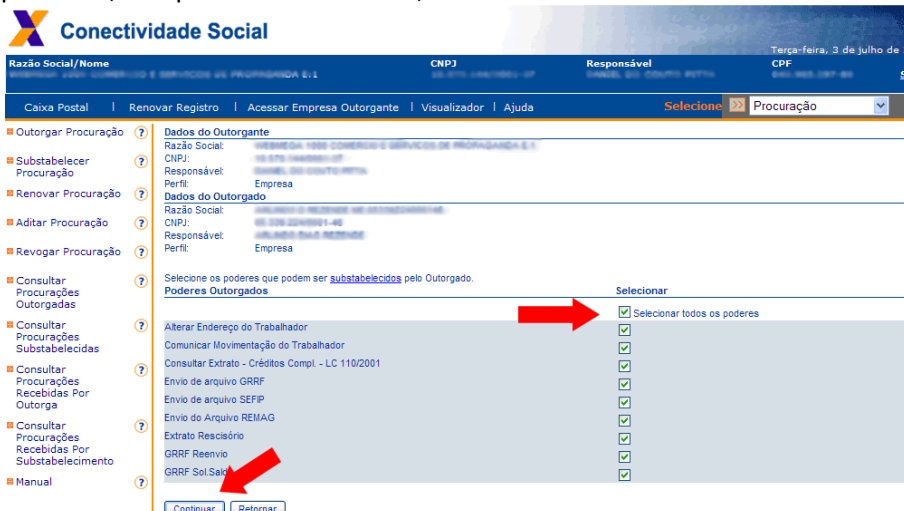 Conectividade Social
Terça-feira, 3 de julho de
Razão Social/Nome CNPJ Responsável CPF
Caixa Postal | Renovar Registro | Acessar Empresa Outorgante | Visualizador | Ajuda Selecione Procuração
Outorgar Procuração ?
Substabelecer ?
Procuração
Renovar Procuração ?
Aditar Procuração ?
Revogar Procuração ?
Consultar ?
Procurações
Outorgadas
Consultar ?
Procurações
Substabelecidas
Consultar ?
Procurações
Recebidas Por
Outorga
Consultar ?
Procurações
Recebidas Por
Substabelecimento
Manual ?
Dados do Outorgante
Razão Social:
CNPJ:
Responsável:
Perfil: Empresa
Dados do Outorgado
Razão Social:
CNPJ:
Responsável:
Perfil: Empresa
Selecione os poderes que podem ser substabelecidos pelo Outorgado.
Poderes Outorgados Selecionar
Selecionar todos os poderes
Alterar Endereço do Trabalhador
Comunicar Movimentação do Trabalhador
Consultar Extrato - Créditos Compl. - LC 110/2001
Envio de arquivo GRRF
Envio de arquivo SEFIP
Envio do Arquivo REMAG
Extrato Rescisório
GRRF Reenvio
GRRF Sol.Sald
Continuar Retornar